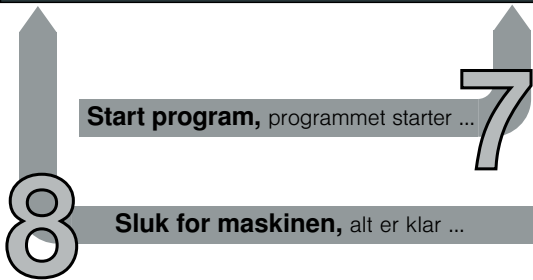 7
Start program, programmet starter ...
8
Sluk for maskinen, alt er klar ...